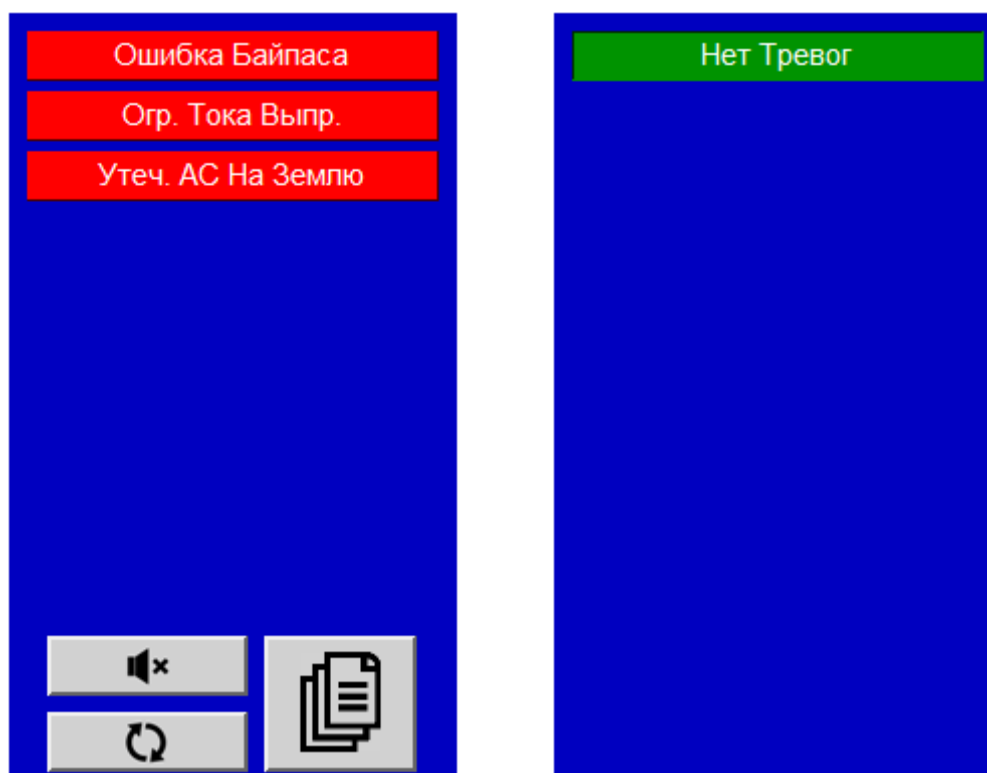 Ошибка Байпаса
Огр. Тока Выпр.
Утеч. АС На Землю
Нет Тревог